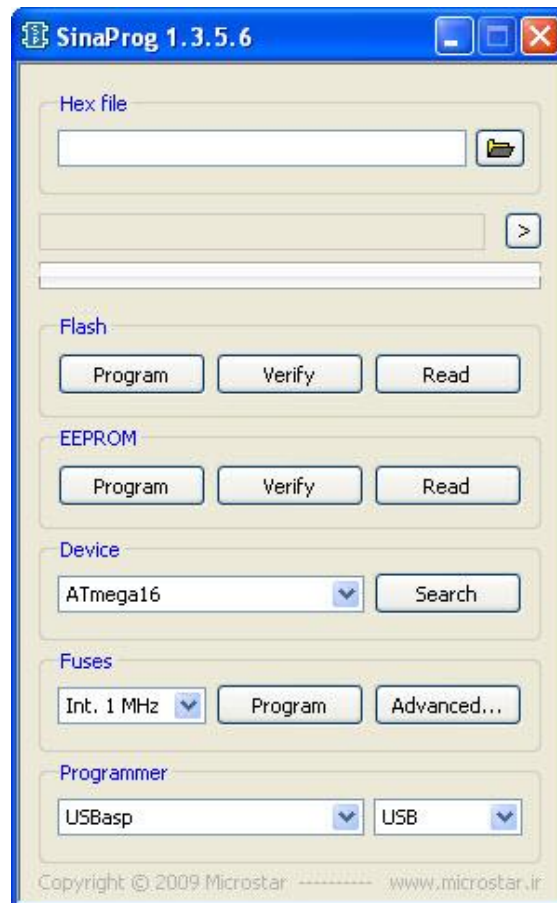 SinaProg 1.3.5.6
Hex file
>
Flash
Program Verify Read
EEPROM
Program Verify Read
Device
ATmega16 Search
Fuses
Int. 1 MHz Program Advanced...
Programmer
USBasp USB
Copyright © 2009 Microstar ---------- www.microstar.ir